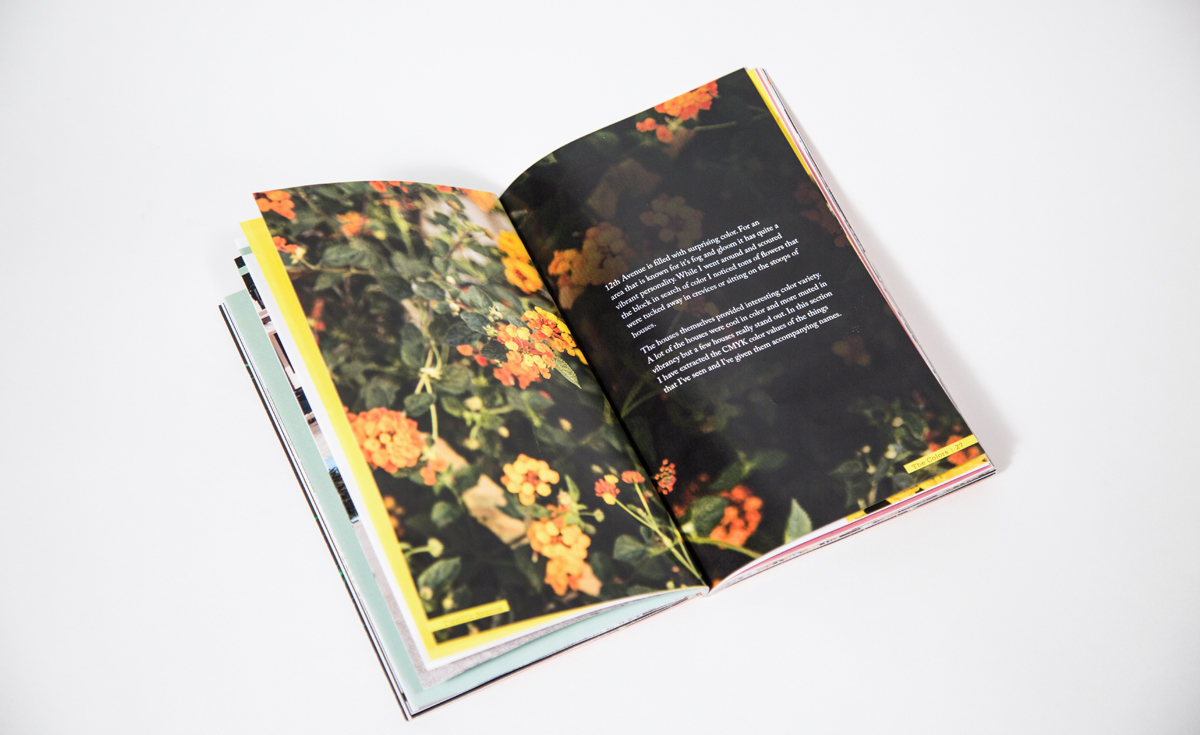 12th Avenue is filled with surprising color. For an
area that is known for it's fog and gloom it has quite a
vibrant personality. While I went around and scoured
the block in search of color I noticed tons of flowers that
were tucked away in crevices or sitting on the stoops of
houses.
The houses themselves provided interesting color variety.
A lot of the houses were cool in color and more muted in
vibrancy but a few houses really stand out. In this section
I have extracted the CMYK color values of the things
that I've seen and I've given them accompanying names.
The Colors 27